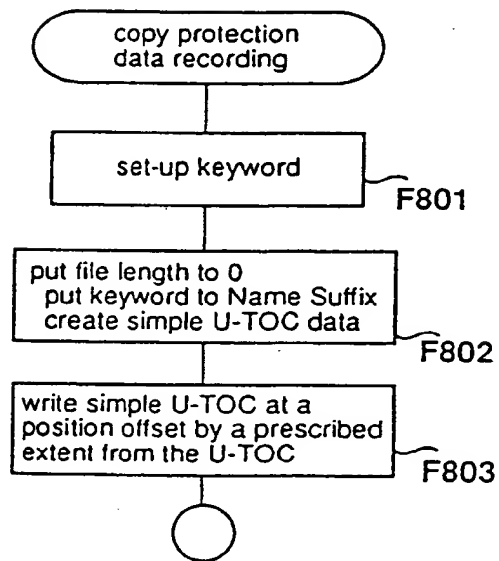 copy protection
data recording
set-up keyword
F801
put file length to 0
put keyword to Name Suffix
create simple U-TOC data
F802
write simple U-TOC at a
position offset by a prescribed
extent from the U-TOC
F803